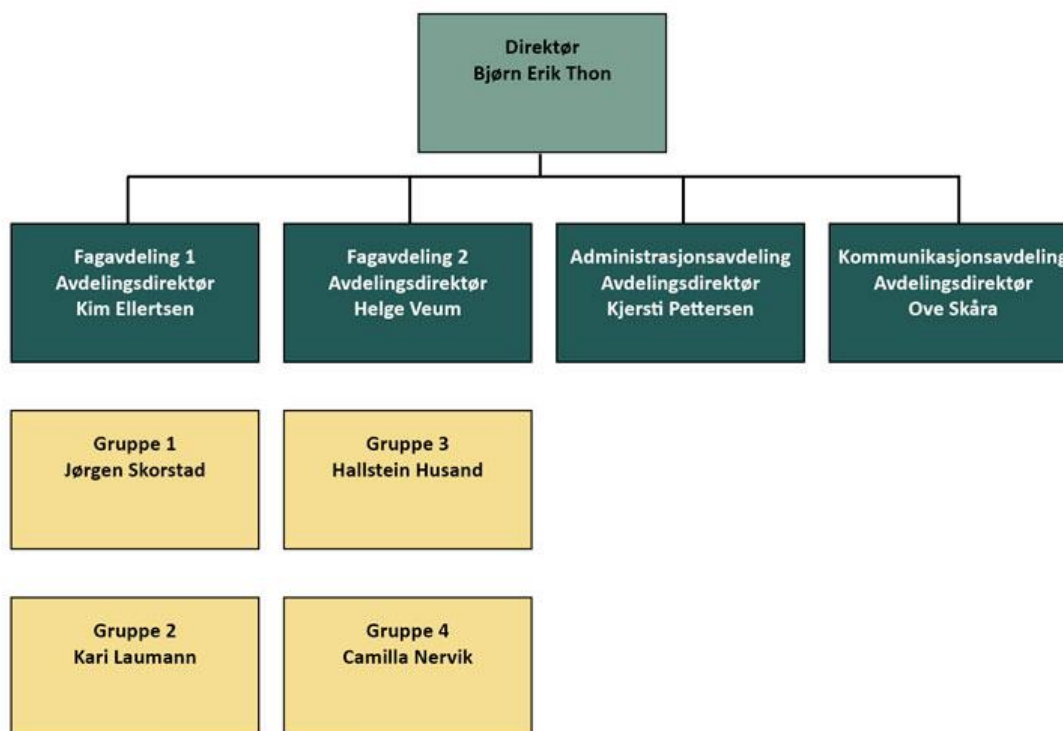 Direktør
Bjørn Erik Thon
Fagavdeling 1
Avdelingsdirektør
Kim Ellertsen
Fagavdeling 2
Avdelingsdirektør
Helge Veum
Administrasjonsavdeling
Avdelingsdirektør
Kjersti Pettersen
Kommunikasjonsavdeling
Avdelingsdirektør
Ove Skåra
Gruppe 1
Jørgen Skorstad
Gruppe 3
Hallstein Husand
Gruppe 2
Kari Laumann
Gruppe 4
Camilla Nervik